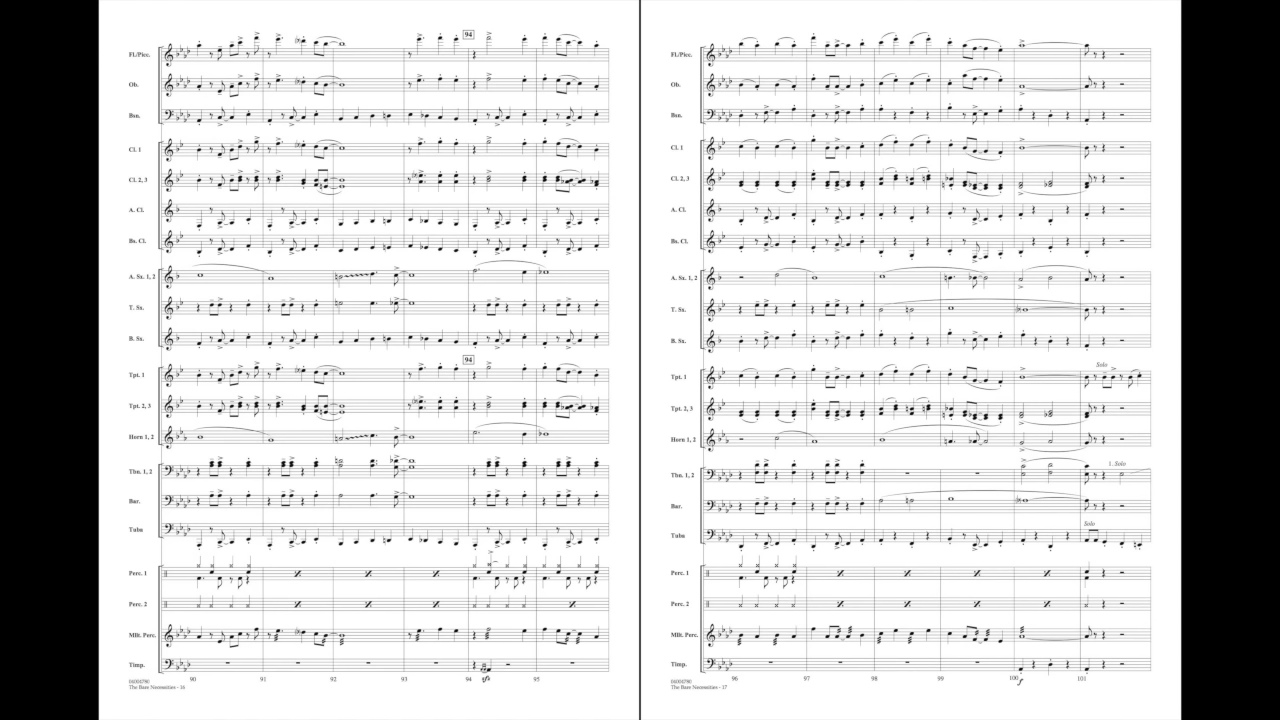 94
Fl./Picc.
Ob.
Bsn.
Cl. 1
Cl. 2, 3
A. Cl.
Bs. Cl.
A. Sx. 1, 2
T. Sx.
B. Sx.
94
Tpt. 1
Tpt. 2, 3
Horn 1, 2
Tbn. 1, 2
Bar.
Tuba
Perc. 1
Perc. 2
Mlt. Perc.
Timp.
90 91 92 93 94 sfz 95
04004790
The Bare Necessities - 16
Fl./Picc.
Ob.
Bsn.
Cl. 1
Cl. 2, 3
A. Cl.
Bs. Cl.
A. Sx. 1, 2
T. Sx.
B. Sx.
Solo
Tpt. 1
Tpt. 2, 3
Horn 1, 2
1. Solo
Tbn. 1, 2
Bar.
Solo
Tuba
Perc. 1
Perc. 2
Mlt. Perc.
Timp.
96 97 98 99 100 f 101
04004790
The Bare Necessities - 17